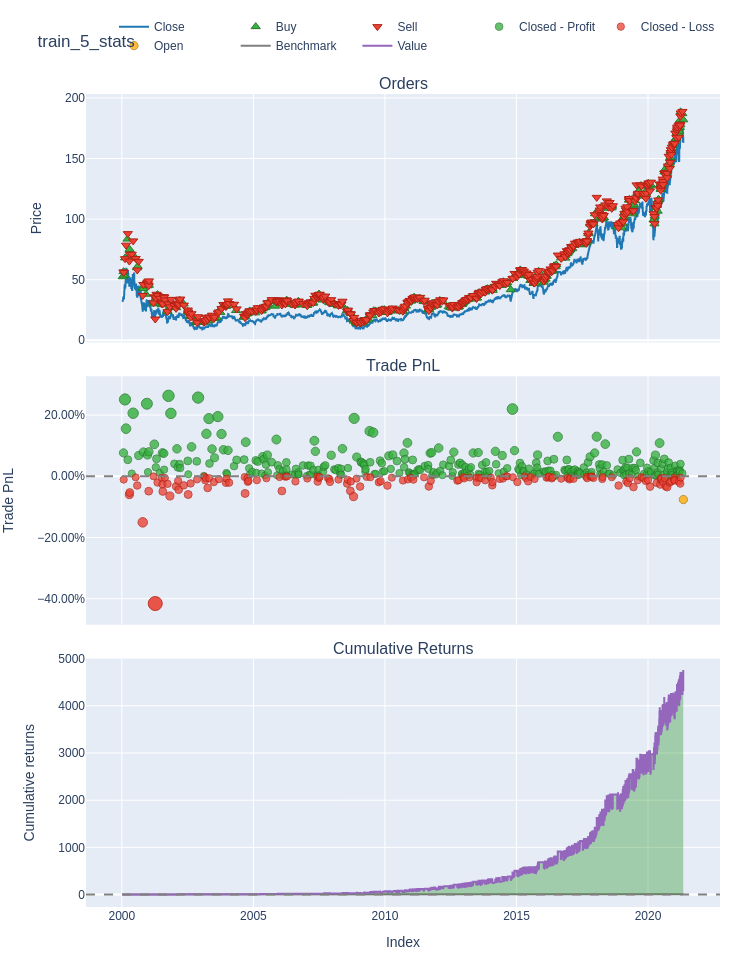 train_5_stats
Close
Buy
Sell
Closed - Profit
Closed - Loss
Open
Benchmark
Value
Orders
200
150
100
50
0
Price
Trade PnL
20.00%
0.00%
−20.00%
−40.00%
Trade PnL
Cumulative Returns
5000
4000
3000
2000
1000
0
Cumulative returns
2000
2005
2010
2015
2020
Index